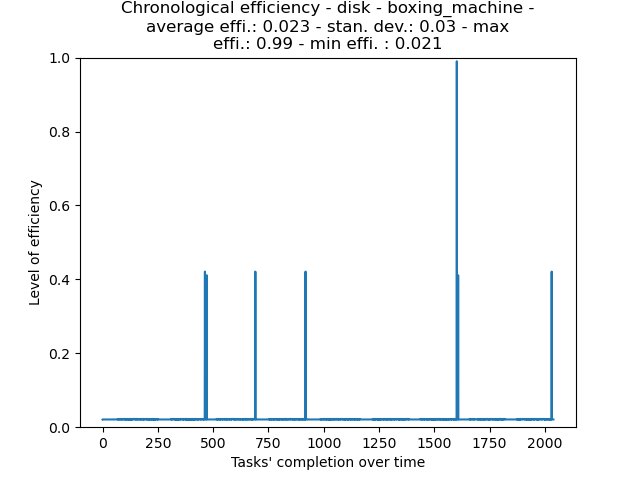 Chronological efficiency - disk - boxing_machine -
average effi.: 0.023 - stan. dev.: 0.03 - max
effi.: 0.99 - min effi. : 0.021
1.0
0.8
0.6
0.4
0.2
0.0
Level of efficiency
0 250 500 750 1000 1250 1500 1750 2000
Tasks' completion over time